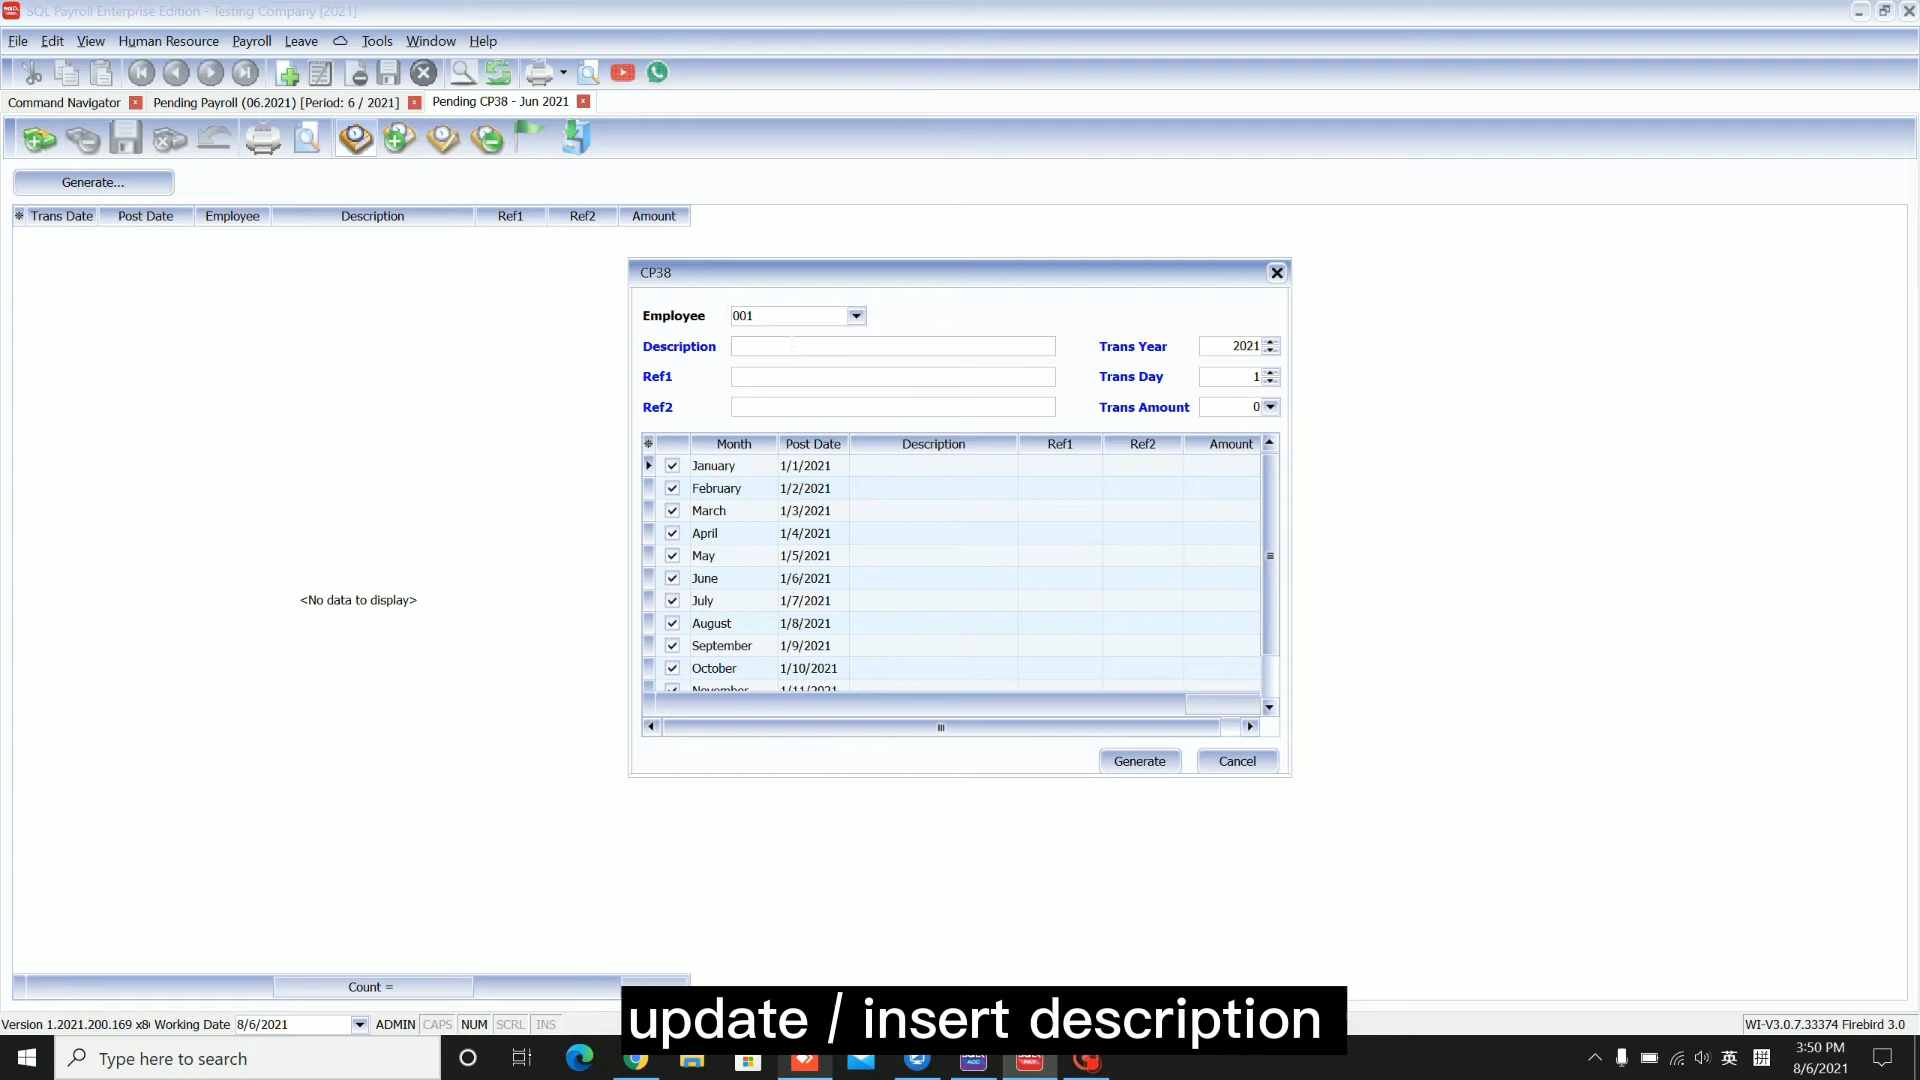 SQL Payroll Enterprise Edition - Testing Company [2021]
File Edit View Human Resource Payroll Leave Tools Window Help
Command Navigator Pending Payroll (06.2021) [Period: 6 / 2021] Pending CP38 - Jun 2021
Generate...
Trans Date Post Date Employee Description Ref1 Ref2 Amount
CP38
Employee 001
Description Trans Year 2021
Ref1 Trans Day 1
Ref2 Trans Amount 0
Month Post Date Description Ref1 Ref2 Amount
January 1/1/2021
February 1/2/2021
March 1/3/2021
April 1/4/2021
May 1/5/2021
June 1/6/2021
<No data to display>
July 1/7/2021
August 1/8/2021
September 1/9/2021
October 1/10/2021
November 1/11/2021
Generate Cancel
Count =
update / insert description
Version 1.2021.200.169 x8 Working Date 8/6/2021 ADMIN CAPS NUM SCRL INS WI-V3.0.7.33374 Firebird 3.0
Type here to search 英 拼 3:50 PM
8/6/2021